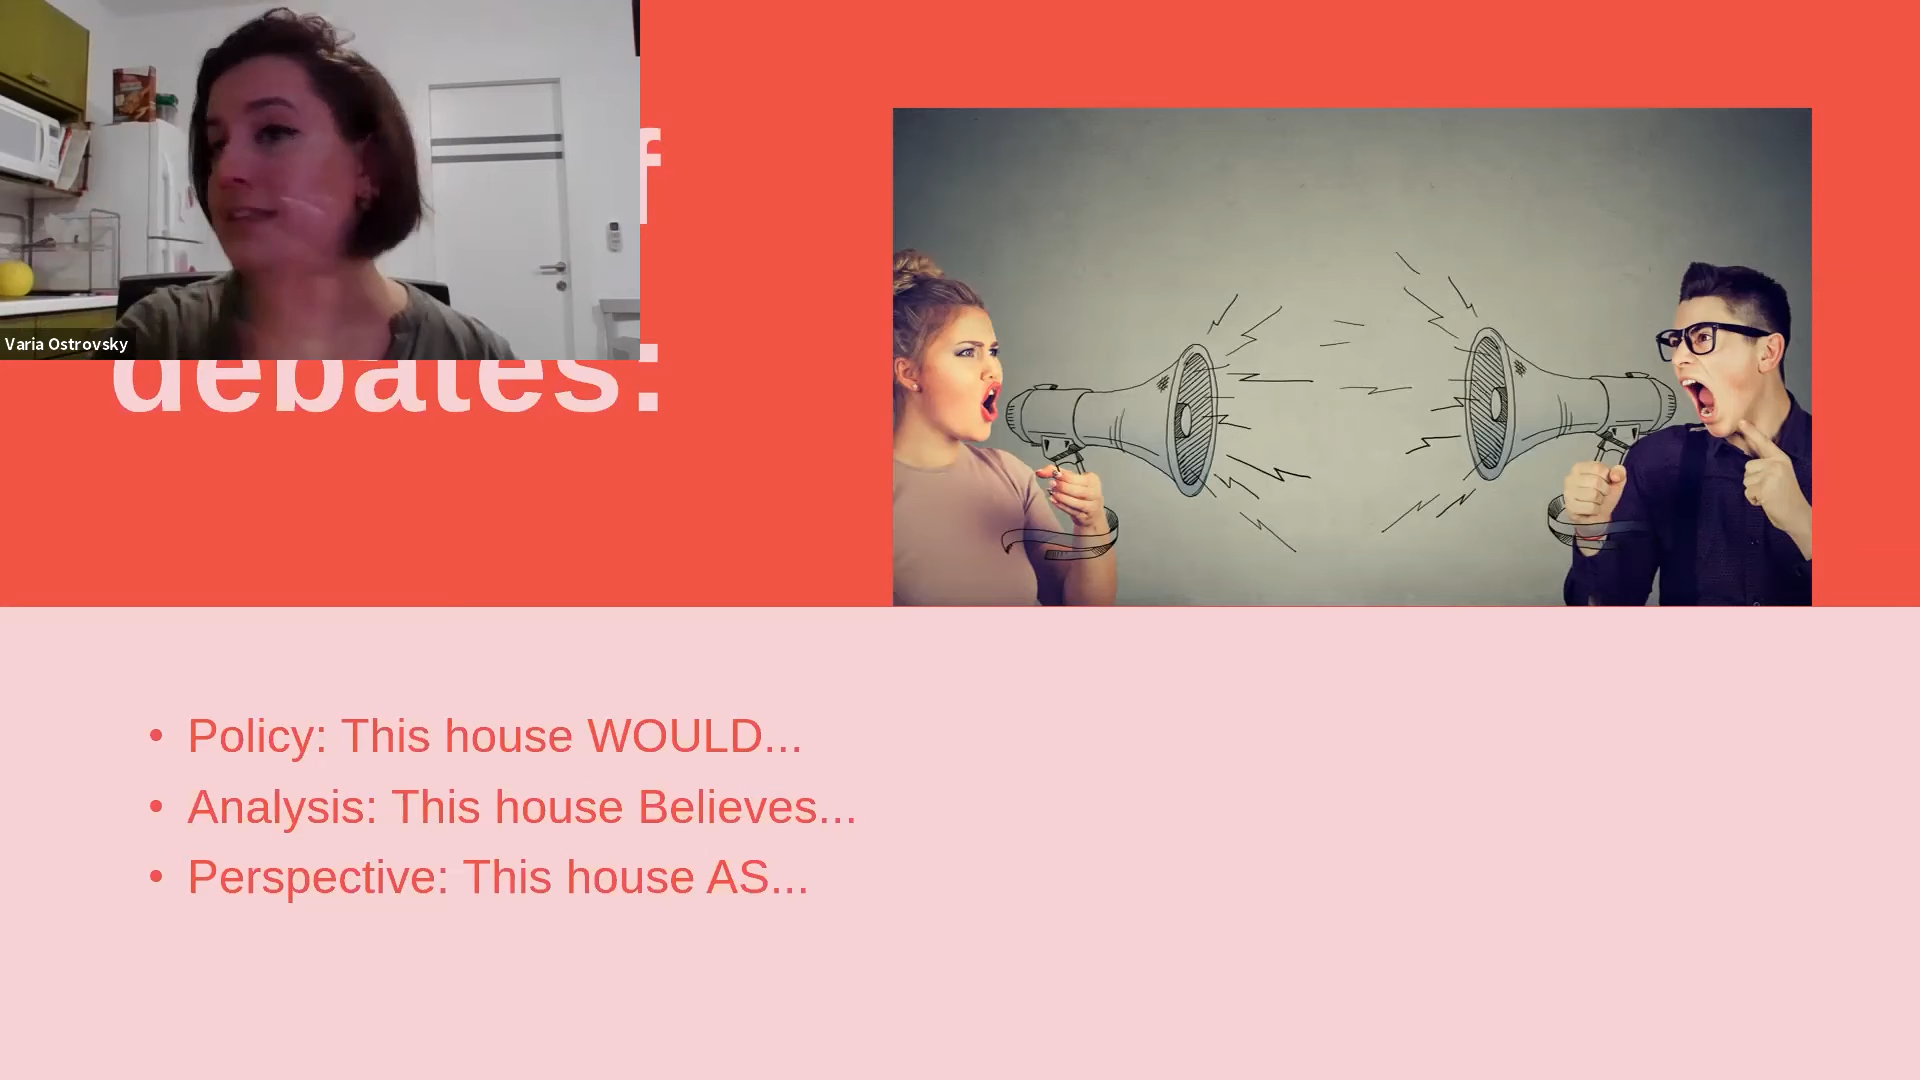 Varia Ostrovsky
debates:
• Policy: This house WOULD...
• Analysis: This house Believes...
• Perspective: This house AS...